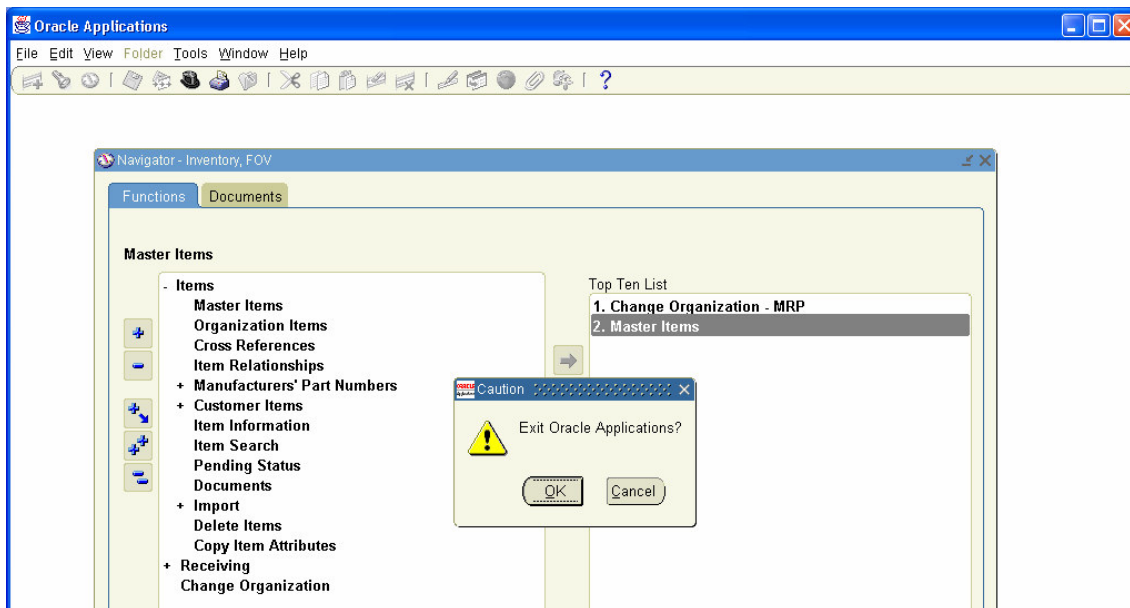 Oracle Applications
File Edit View Folder Tools Window Help
?
Navigator - Inventory, FOV
Functions Documents
Master Items
- Items
Master Items
Organization Items
Cross References
Item Relationships
+ Manufacturers' Part Numbers
+ Customer Items
Item Information
Item Search
Pending Status
Documents
+ Import
Delete Items
Copy Item Attributes
+ Receiving
Change Organization
Top Ten List
1. Change Organization - MRP
2. Master Items
Caution
Exit Oracle Applications?
OK Cancel